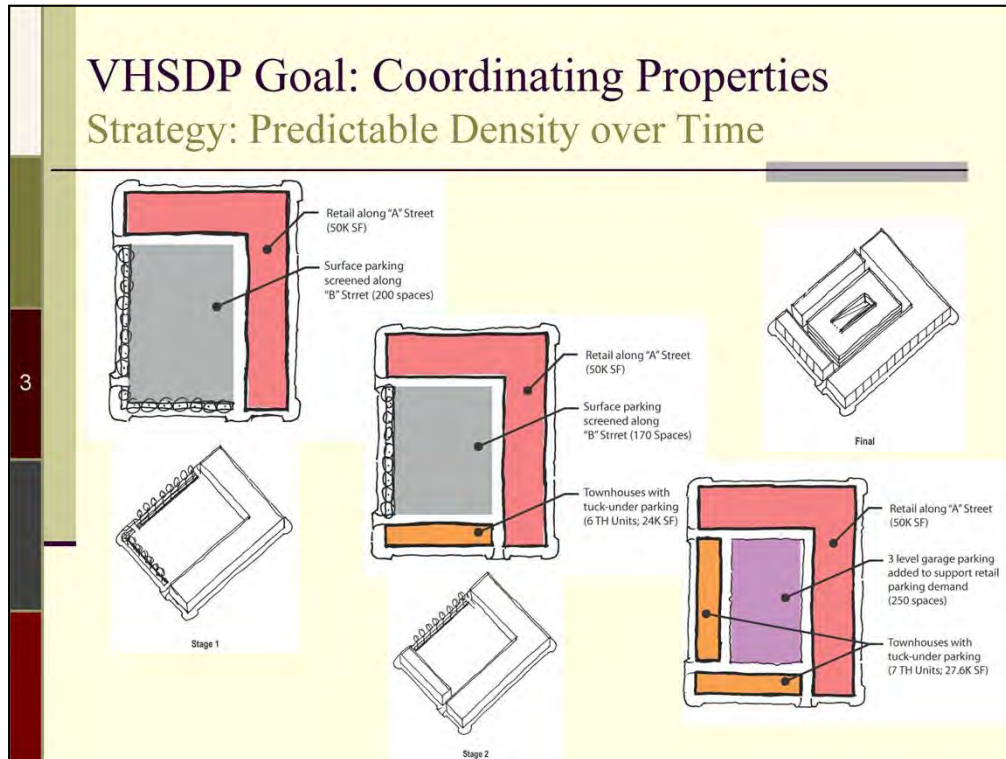 VHSDP Goal: Coordinating Properties
Strategy: Predictable Density over Time
3
Retail along "A" Street
(50K SF)
Surface parking
screened along
"B" Strret (200 spaces)
Stage 1
Retail along "A" Street
(50K SF)
Surface parking
screened along
"B" Strret (170 Spaces)
Townhouses with
tuck-under parking
(6 TH Units; 24K SF)
Stage 2
Final
Retail along "A" Street
(50K SF)
3 level garage parking
added to support retail
parking demand
(250 spaces)
Townhouses with
tuck-under parking
(7 TH Units; 27.6K SF)